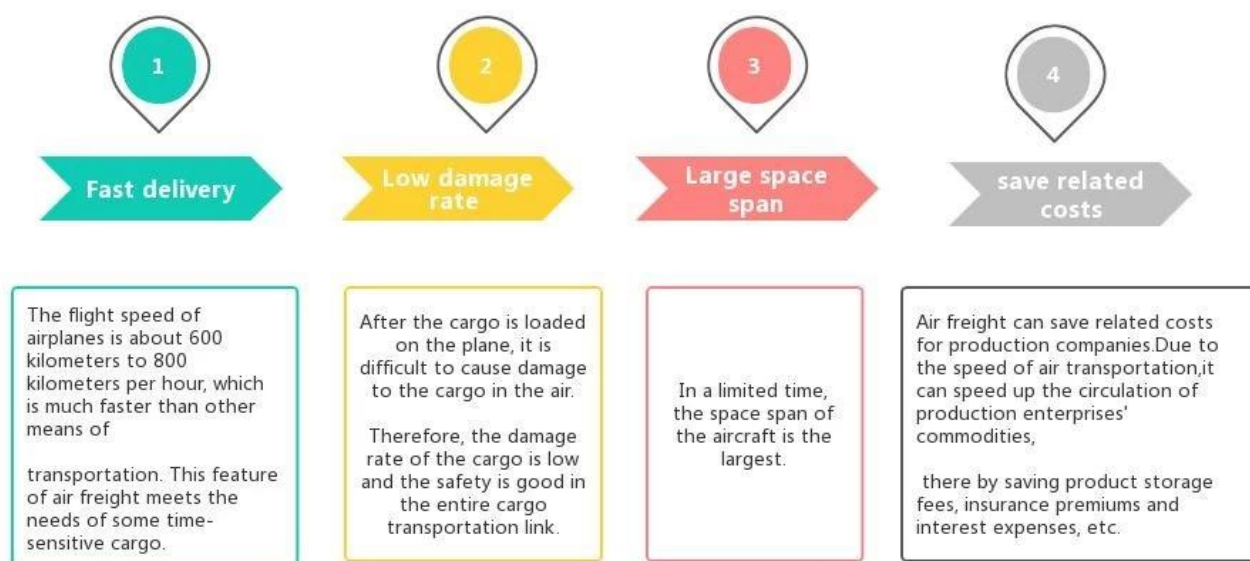 1
Fast delivery
The flight speed of
airplanes is about 600
kilometers to 800
kilometers per hour, which
is much faster than other
means of
transportation. This feature
of air freight meets the
needs of some time-
sensitive cargo.
2
Low damage
rate
After the cargo is loaded
on the plane, it is
difficult to cause damage
to the cargo in the air.
Therefore, the damage
rate of the cargo is low
and the safety is good in
the entire cargo
transportation link.
3
Large space
span
In a limited time,
the space span of
the aircraft is the
largest.
4
save related
costs
Air freight can save related costs
for production companies.Due to
the speed of air transportation,it
can speed up the circulation of
production enterprises'
commodities,
there by saving product storage
fees, insurance premiums and
interest expenses, etc.